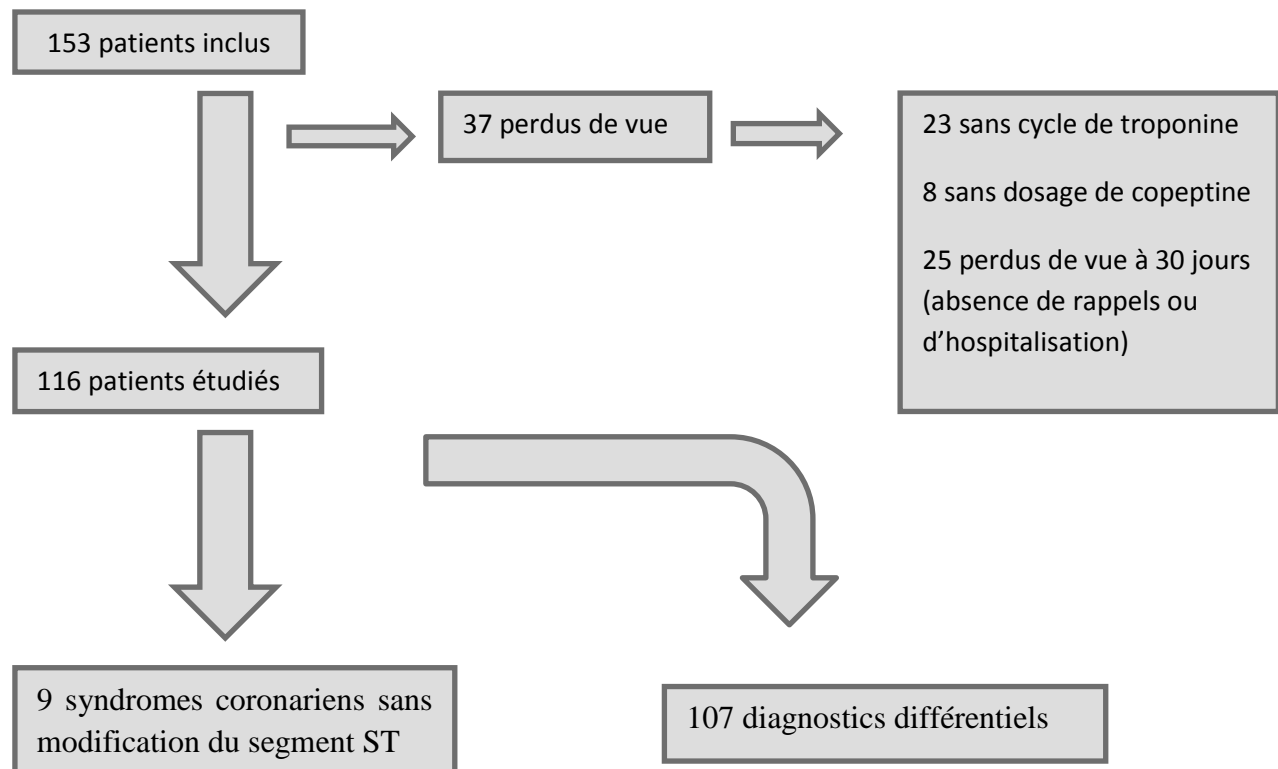 153 patients inclus
37 perdus de vue
23 sans cycle de troponine
8 sans dosage de copeptine
25 perdus de vue à 30 jours
(absence de rappels ou
d’hospitalisation)
116 patients étudiés
9 syndromes coronariens sans
modification du segment ST
107 diagnostics différentiels